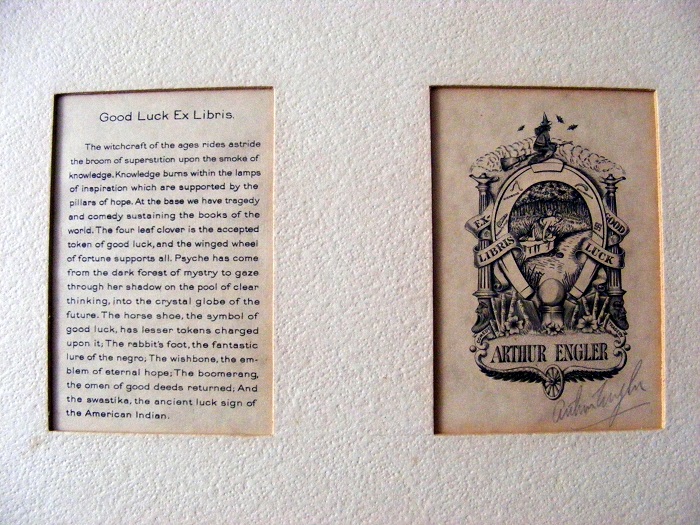 Good Luck Ex Libris.
The witchcraft of the ages rides astride
the broom of superstition upon the smoke of
knowledge. Knowledge burns within the lamps
of inspiration which are supported by the
pillars of hope. At the base we have tragedy
and comedy sustaining the books of the
world. The four leaf clover is the accepted
token of good luck, and the winged wheel
of fortune supports all. Psyche has come
from the dark forest of mystry to gaze
through her shadow on the pool of clear
thinking, into the crystal globe of the
future. The horse shoe, the symbol of
good luck, has lesser tokens charged
upon it; The rabbit's foot, the fantastic
lure of the negro; The wishbone, the em-
blem of eternal hope; The boomerang,
the omen of good deeds returned; And
the swastika, the ancient luck sign of
the American Indian.
EX-
LIBRIS
GOOD
LUCK
ARTHUR ENGLER
Arthur Engler